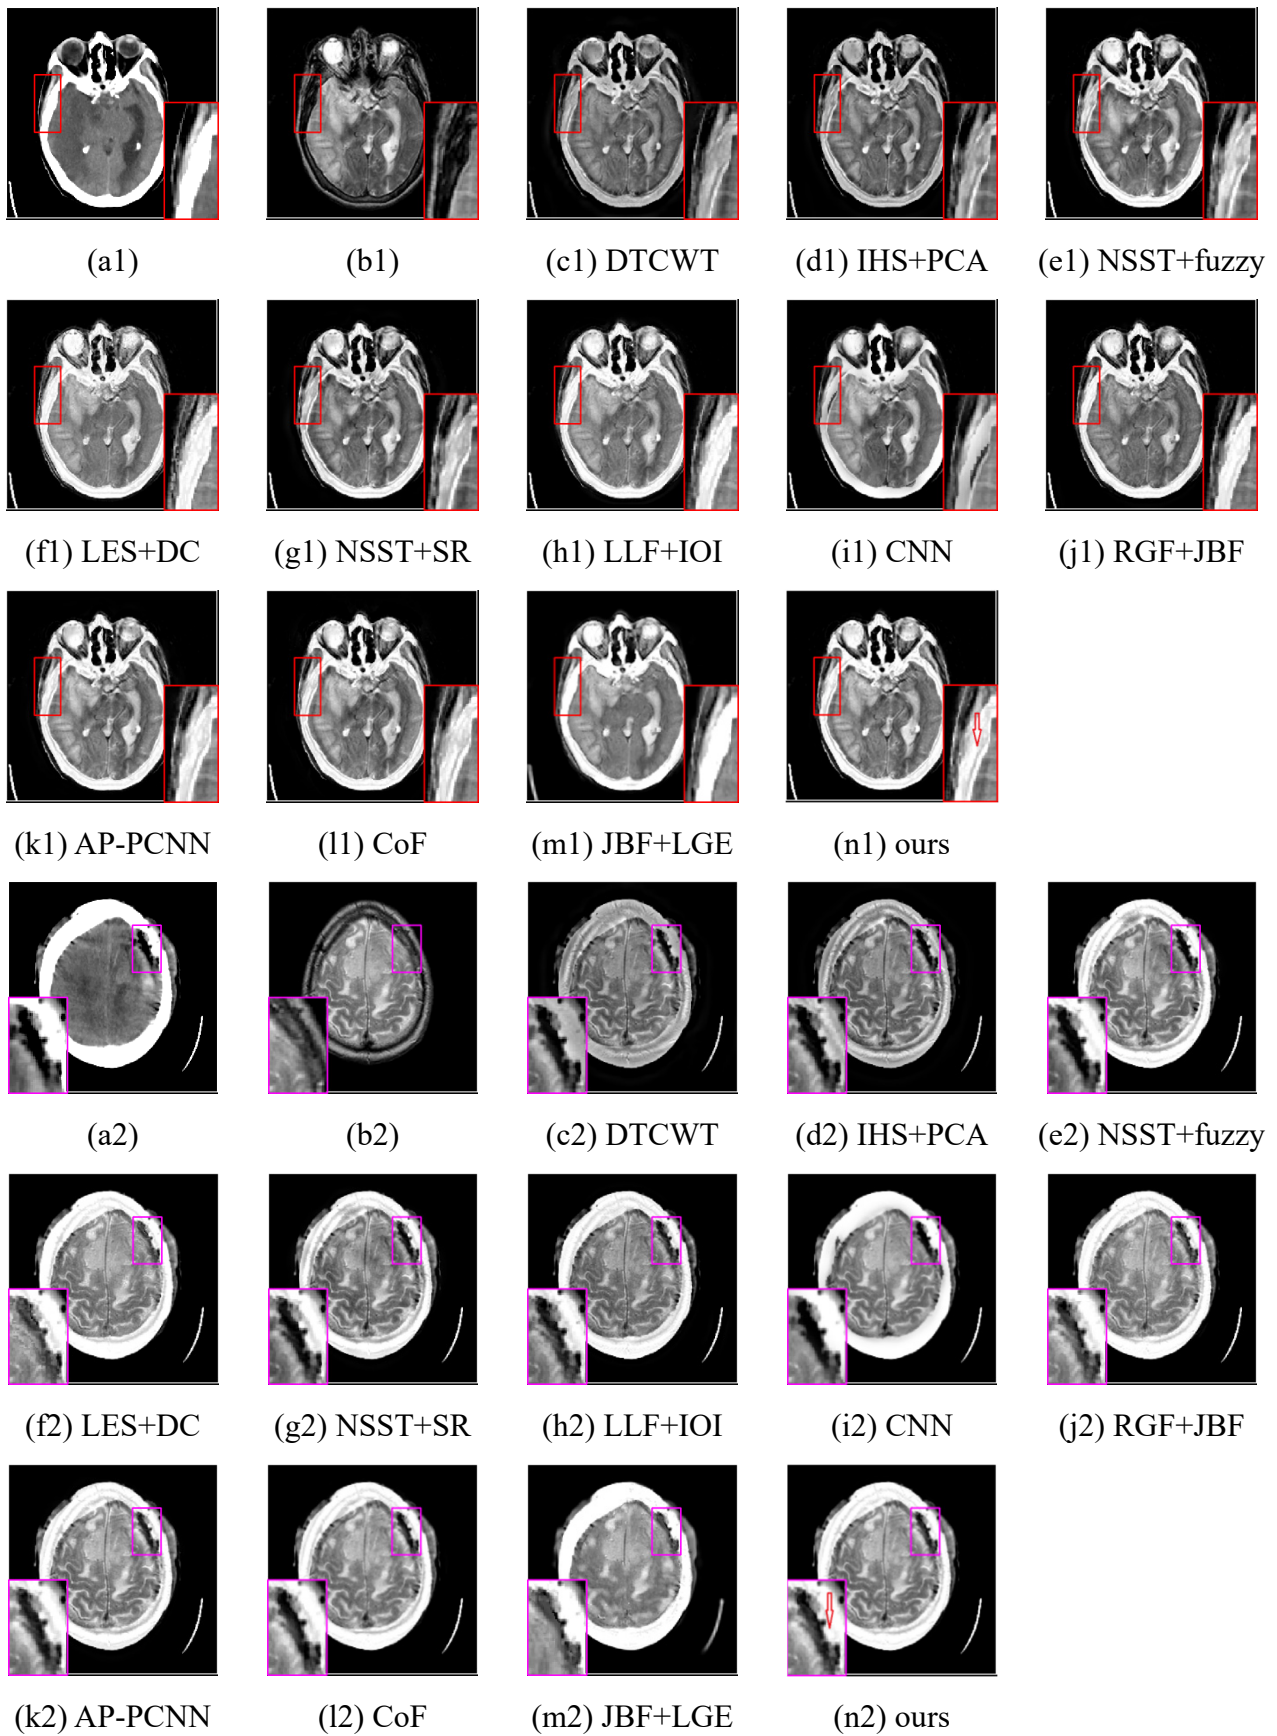 (a1) (b1) (c1) DTCWT (d1) IHS+PCA (e1) NSST+fuzzy
(f1) LES+DC (g1) NSST+SR (h1) LLF+IOI (i1) CNN (j1) RGF+JBF
(k1) AP-PCNN (l1) CoF (m1) JBF+LGE (n1) ours
(a2) (b2) (c2) DTCWT (d2) IHS+PCA (e2) NSST+fuzzy
(f2) LES+DC (g2) NSST+SR (h2) LLF+IOI (i2) CNN (j2) RGF+JBF
(k2) AP-PCNN (l2) CoF (m2) JBF+LGE (n2) ours